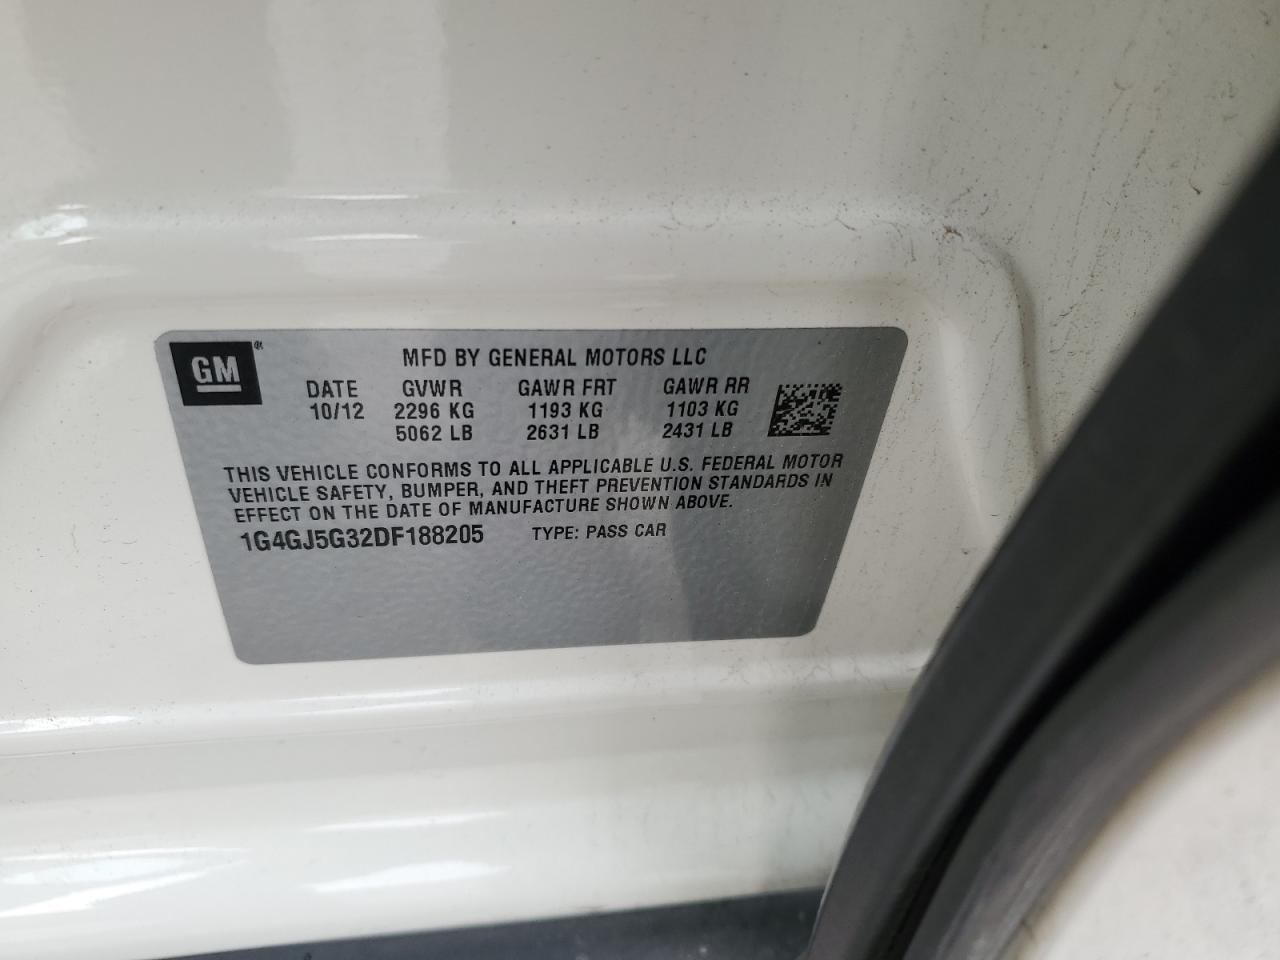 GM
MFD BY GENERAL MOTORS LLC
DATE GVWR GAWR FRT GAWR RR
10/12 2296 KG 1193 KG 1103 KG
5062 LB 2631 LB 2431 LB
THIS VEHICLE CONFORMS TO ALL APPLICABLE U.S. FEDERAL MOTOR
VEHICLE SAFETY, BUMPER, AND THEFT PREVENTION STANDARDS IN
EFFECT ON THE DATE OF MANUFACTURE SHOWN ABOVE.
1G4GJ5G32DF188205 TYPE: PASS CAR